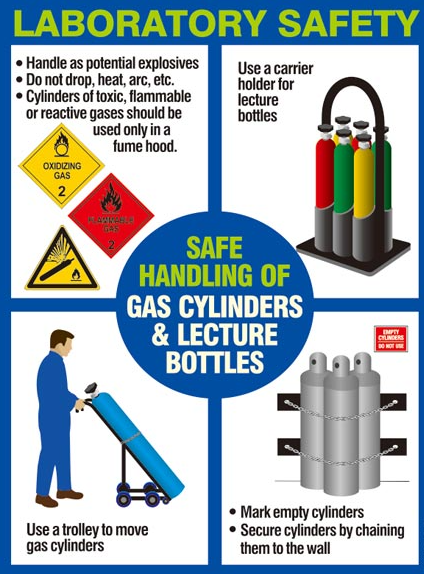 LABORATORY SAFETY
• Handle as potential explosives
• Do not drop, heat, arc, etc.
• Cylinders of toxic, flammable
or reactive gases should be
used only in a
fume hood.
OXIDIZING
GAS
2
FLAMMABLE
GAS
2
Use a carrier
holder for
lecture
bottles
SAFE
HANDLING OF
GAS CYLINDERS
& LECTURE
BOTTLES
Use a trolley to move
gas cylinders
EMPTY
CYLINDERS
DO NOT USE
• Mark empty cylinders
• Secure cylinders by chaining
them to the wall